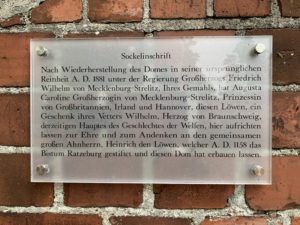 Sockelinschrift
Nach Wiederherstellung des Domes in seiner ursprünglichen
Reinheit A. D. 1881 unter der Regierung Großherzogs Friedrich
Wilhelm von Mecklenburg-Strelitz, Ihres Gemahls, hat Augusta
Caroline Großherzogin von Mecklenburg-Strelitz, Prinzessin
von Großbritannien, Irland und Hannover, diesen Löwen, ein
Geschenk ihres Vetters Wilhelm, Herzog von Braunschweig,
derzeitigen Hauptes des Geschlechtes der Welfen, hier aufrichten
lassen zur Ehre und zum Andenken an den gemeinsamen
großen Ahnherrn, Heinrich den Löwen, welcher A. D. 1158 das
Bistum Ratzeburg gestiftet und diesen Dom hat erbauen lassen.